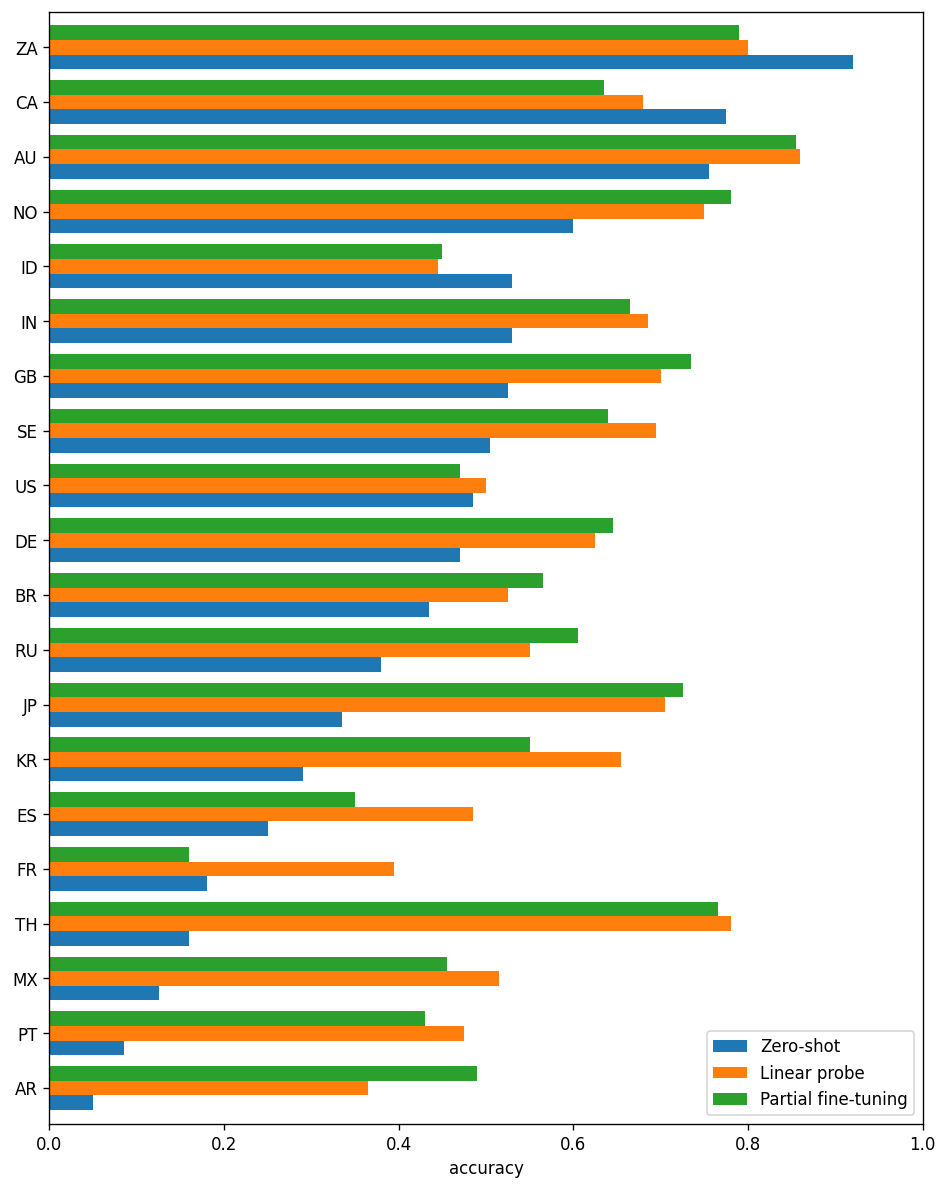 ZA
CA
AU
NO
ID
IN
GB
SE
US
DE
BR
RU
JP
KR
ES
FR
TH
MX
PT
AR
Zero-shot
Linear probe
Partial fine-tuning
0.0 0.2 0.4 0.6 0.8 1.0
accuracy